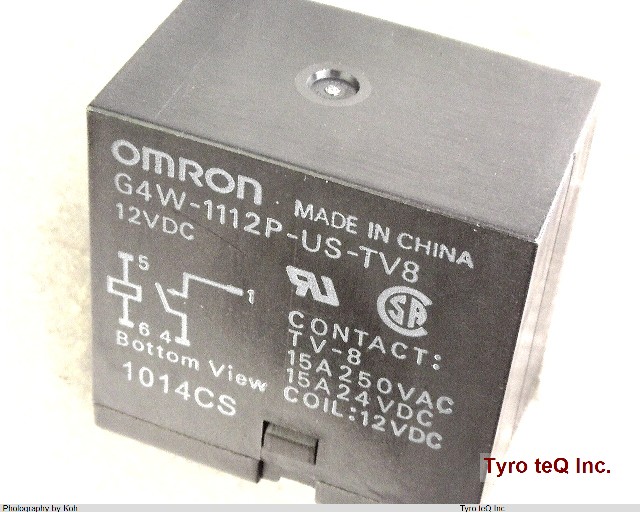 OMRON
G4W-1112P-US-TV8
MADE IN CHINA
12VDC
5
1
6 4
Bottom View
1014CS
CONTACT:
TV-8
15A250VAC
15A24VDC
COIL:12VDC
Tyro teQ Inc.
Photography by Koh
Tyro teQ Inc